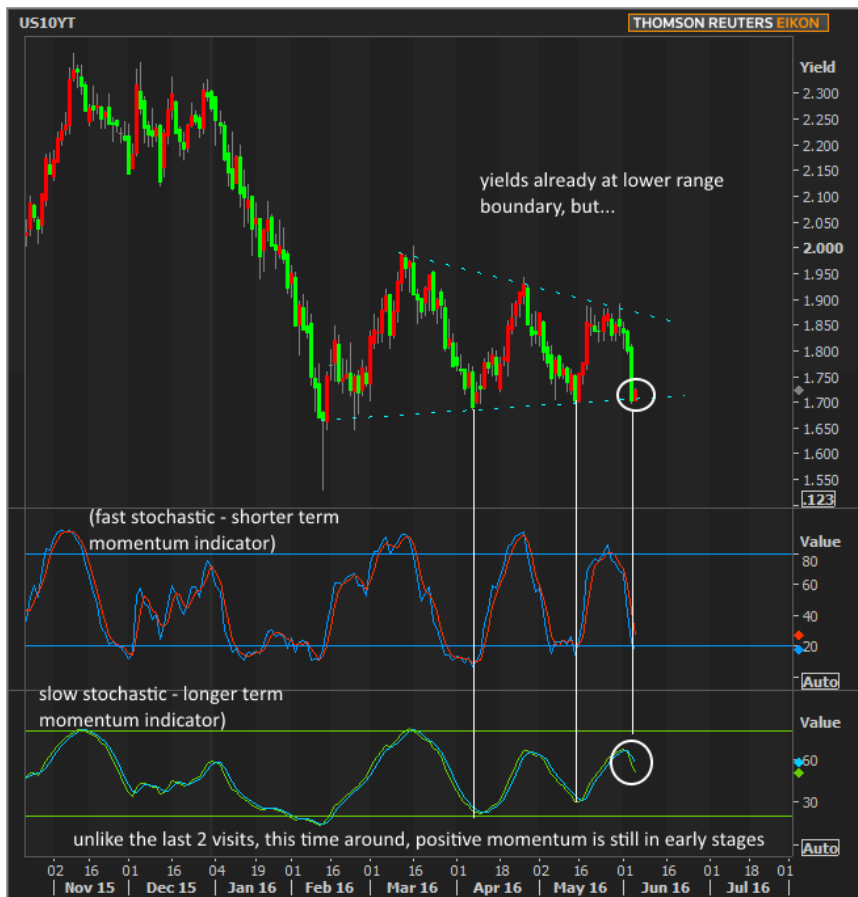 US10YT
THOMSON REUTERS EIKON
Yield
2.300
2.250
2.200
2.150
2.100
2.050
2.000
1.950
1.900
1.850
1.800
1.750
1.700
1.650
1.600
1.550
.123
yields already at lower range
boundary, but...
(fast stochastic - shorter term
momentum indicator)
Value
80
60
40
20
Auto
slow stochastic - longer term
momentum indicator)
Value
60
30
Auto
unlike the last 2 visits, this time around, positive momentum is still in early stages
02 16 01 16 04 19 01 16 01 16 01 18 02 16 01 16 01 18 01
Nov 15 Dec 15 Jan 16 Feb 16 Mar 16 Apr 16 May 16 Jun 16 Jul 16